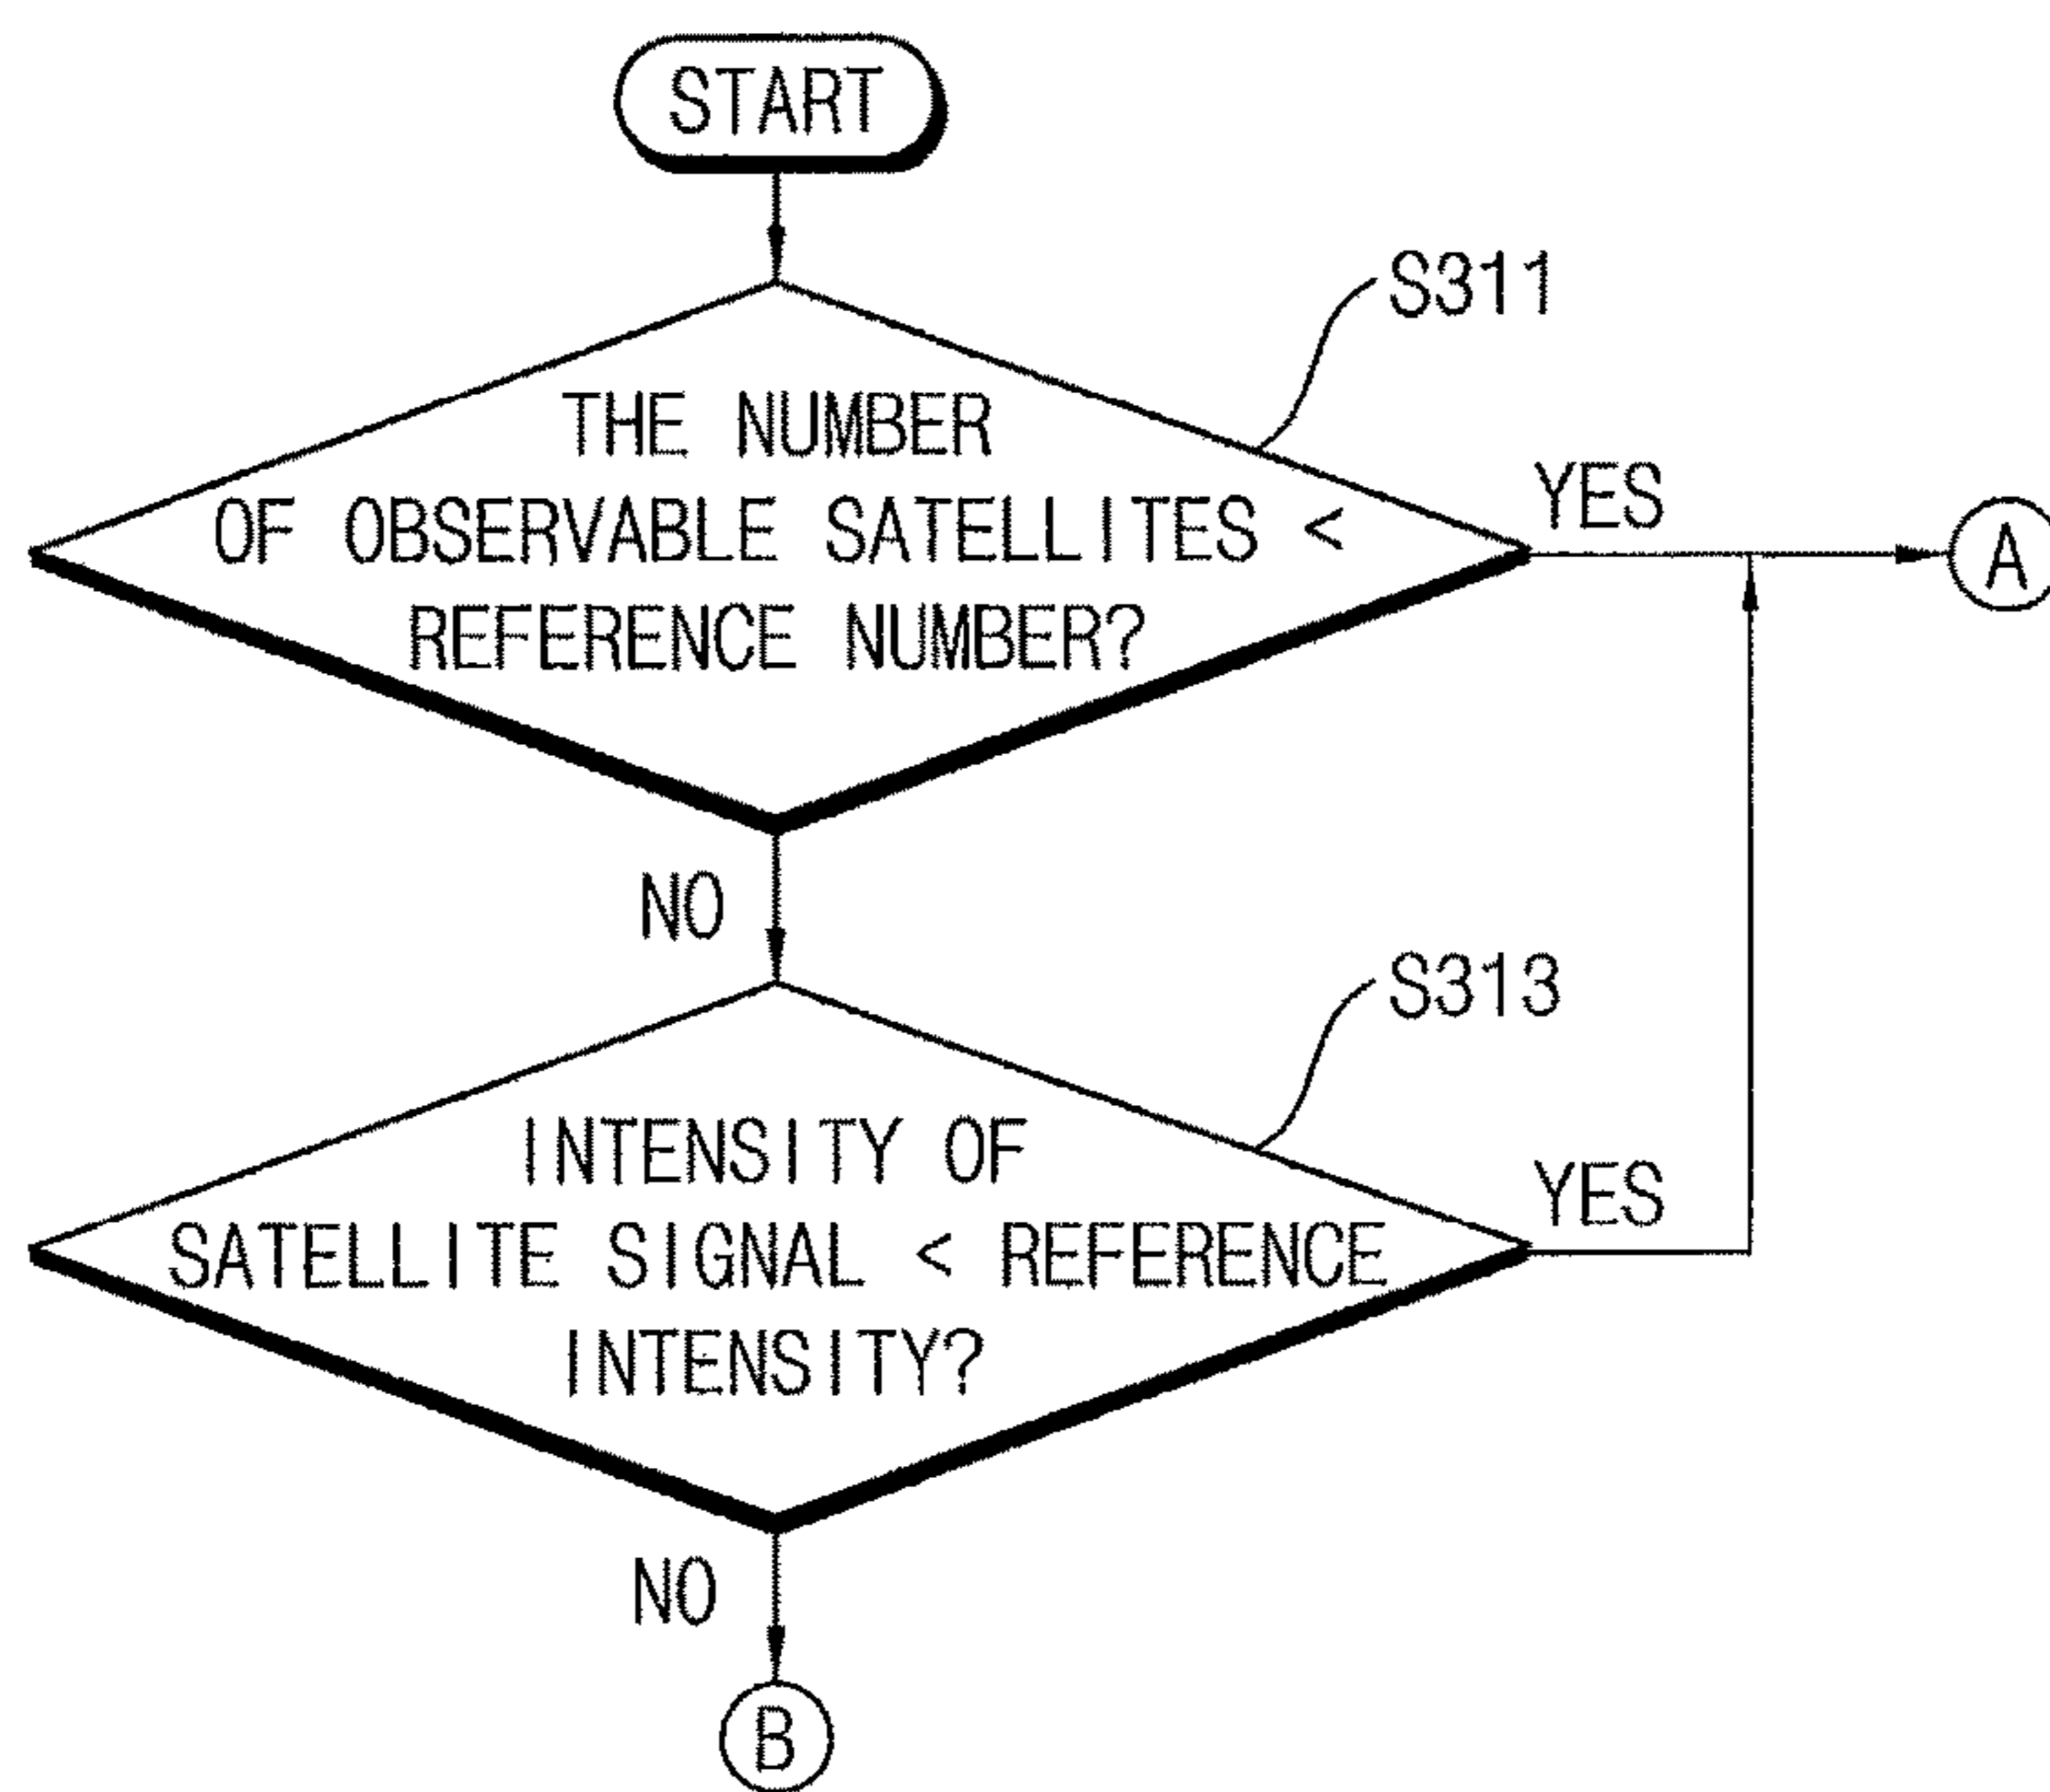 START
S311
THE NUMBER
OF OBSERVABLE SATELLITES <
REFERENCE NUMBER?
YES
A
NO
S313
INTENSITY OF
SATELLITE SIGNAL < REFERENCE
INTENSITY?
YES
NO
B